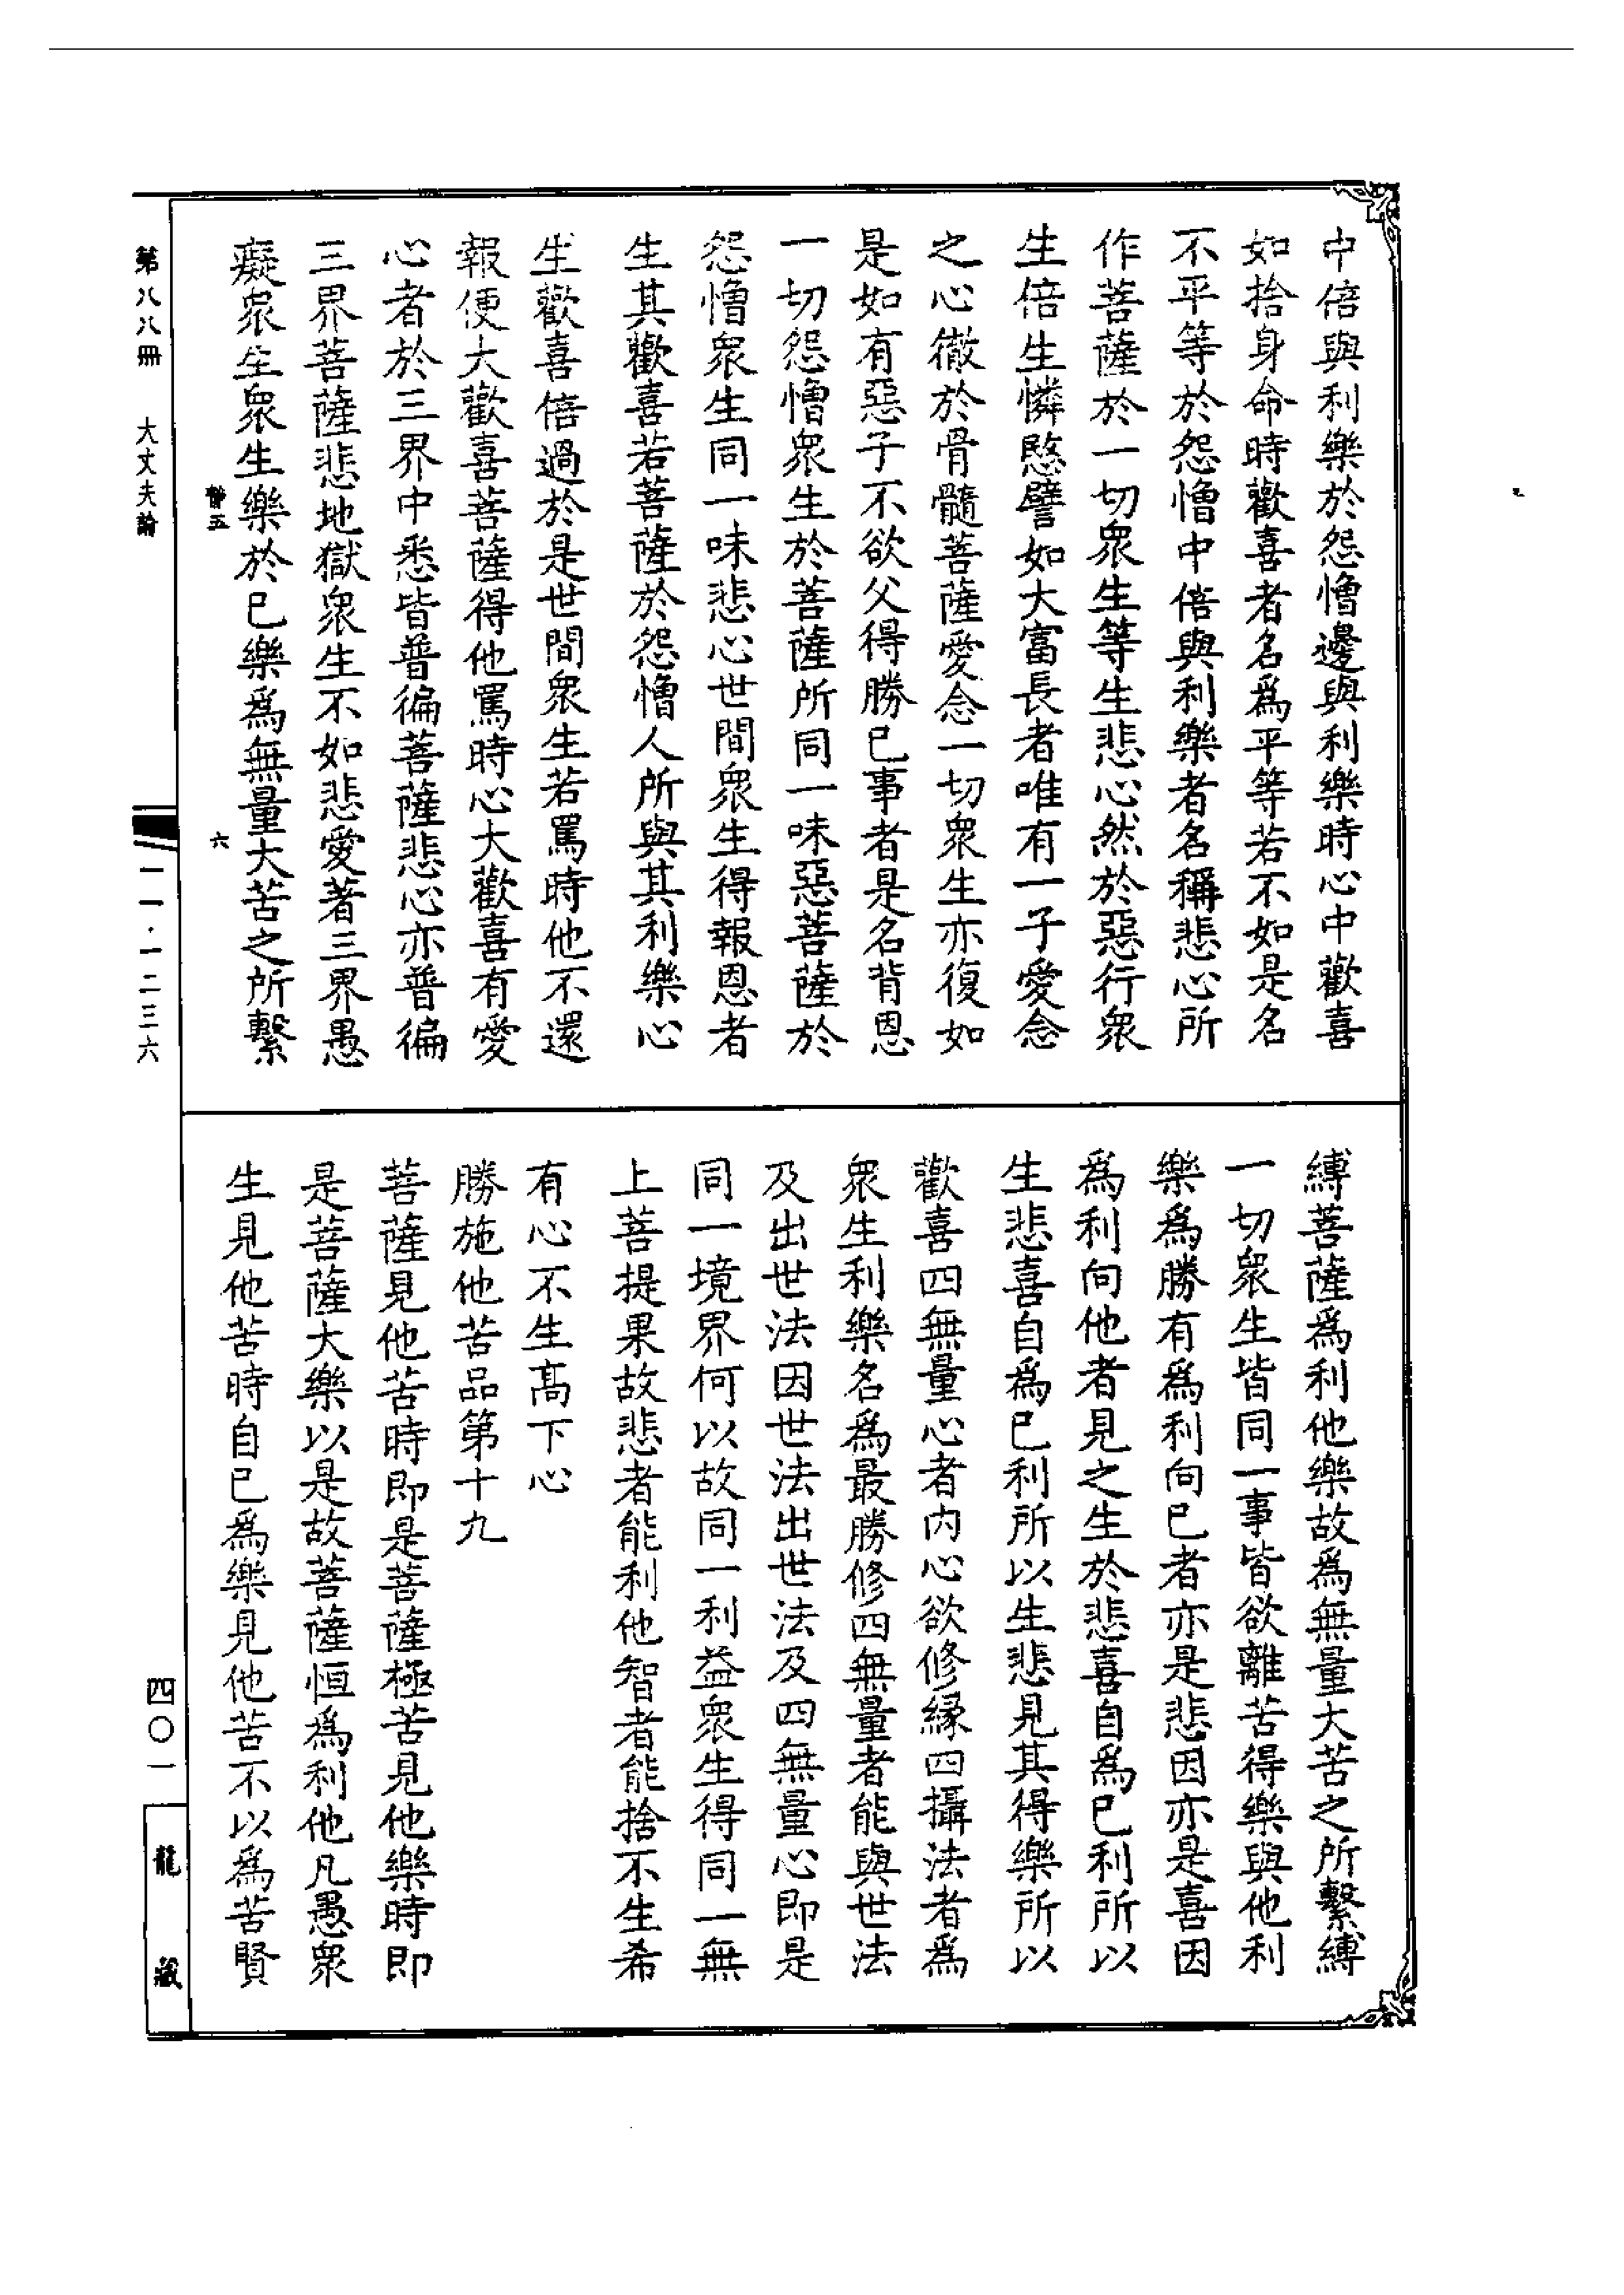 中倍與利樂於怨憎邊與利樂時心中歡喜
如捨身命時歡喜者名爲平等若不如是名
不平等於怨憎中倍與利樂者名稱悲心所
作菩薩於一切衆生等生悲心然於惡行衆
生倍生憐愍譬如大富長者唯有一子愛念
之心徹於骨髓菩薩愛念一切衆生亦復如
是如有惡子不欲父得勝已事者是名背恩
一切怨憎衆生於菩薩所同一味惡菩薩於
怨憎衆生同一味悲心世間衆生得報恩者
生其歡喜若菩薩於怨憎人所與其利樂心
生歡喜倍過於是世間衆生若罵時他不還
報便大歡喜菩薩得他罵時心大歡喜有愛
心者於三界中悉皆普徧菩薩悲心亦普徧
三界菩薩悲地獄衆生不如悲愛著三界愚
癡衆生衆生樂於已樂爲無量大苦之所繫
縛菩薩爲利他樂故爲無量大苦之所繫縛
一切衆生皆同一事皆欲離苦得樂與他利
樂爲勝有爲利向已者亦是悲因亦是喜因
爲利向他者見之生於悲喜自爲已利所以
生悲喜自爲已利所以生悲見其得樂所以
歡喜四無量心者内心欲修縁四攝法者爲
衆生利樂名爲最勝修四無量者能與世法
及出世法因世法出世法及四無量心即是
同一境界何以故同一利益衆生得同一無
上菩提果故悲者能利他智者能捨不生希
有心不生高下心
勝施他苦品第十九
菩薩見他苦時即是菩薩極苦見他樂時即
是菩薩大樂以是故菩薩恒爲利他凡愚衆
生見他苦時自已爲樂見他苦不以爲苦賢
靜五
六
第八八冊 大丈夫論
一一·一二三六
四〇一
龍藏